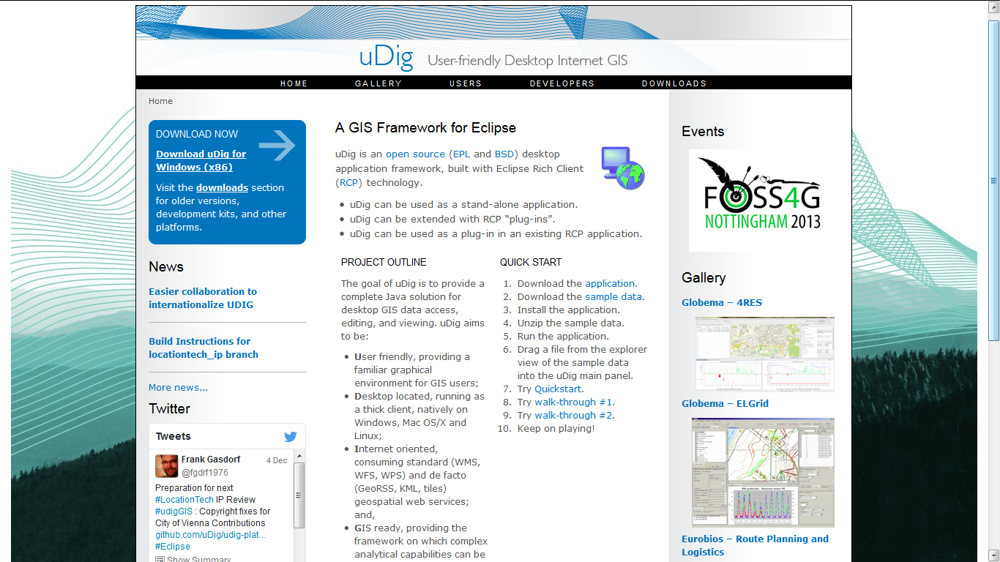 uDig User-friendly Desktop Internet GIS
HOME GALLERY USERS DEVELOPERS DOWNLOADS
Home
DOWNLOAD NOW
Download uDig for
Windows (x86)
Visit the downloads section
for older versions,
development kits, and other
platforms.
News
Easier collaboration to
internationalize UDIG
Build Instructions for
locationtech_ip branch
More news...
Twitter
Tweets
Frank Gasdorf 4 Dec
@fgdrf1976
Preparation for next
#LocationTech IP Review
#udigGIS : Copyright fixes for
City of Vienna Contributions
github.com/uDig/udig-plat...
#Eclipse
Show Summary
A GIS Framework for Eclipse
uDig is an open source (EPL and BSD) desktop
application framework, built with Eclipse Rich Client
(RCP) technology.
• uDig can be used as a stand-alone application.
• uDig can be extended with RCP “plug-ins”.
• uDig can be used as a plug-in in an existing RCP application.
PROJECT OUTLINE
The goal of uDig is to provide a
complete Java solution for
desktop GIS data access,
editing, and viewing. uDig aims
to be:
• User friendly, providing a
familiar graphical
environment for GIS users;
• Desktop located, running as
a thick client, natively on
Windows, Mac OS/X and
Linux;
• Internet oriented,
consuming standard (WMS,
WFS, WPS) and de facto
(GeoRSS, KML, tiles)
geospatial web services;
and,
• GIS ready, providing the
framework on which complex
analytical capabilities can be
QUICK START
1. Download the application.
2. Download the sample data.
3. Install the application.
4. Unzip the sample data.
5. Run the application.
6. Drag a file from the explorer
view of the sample data
into the uDig main panel.
7. Try Quickstart.
8. Try walk-through #1.
9. Try walk-through #2.
10. Keep on playing!
Events
FOSS4G
NOTTINGHAM 2013
Gallery
Globema – 4RES
Globema – ELGrid
Eurobios – Route Planning and
Logistics